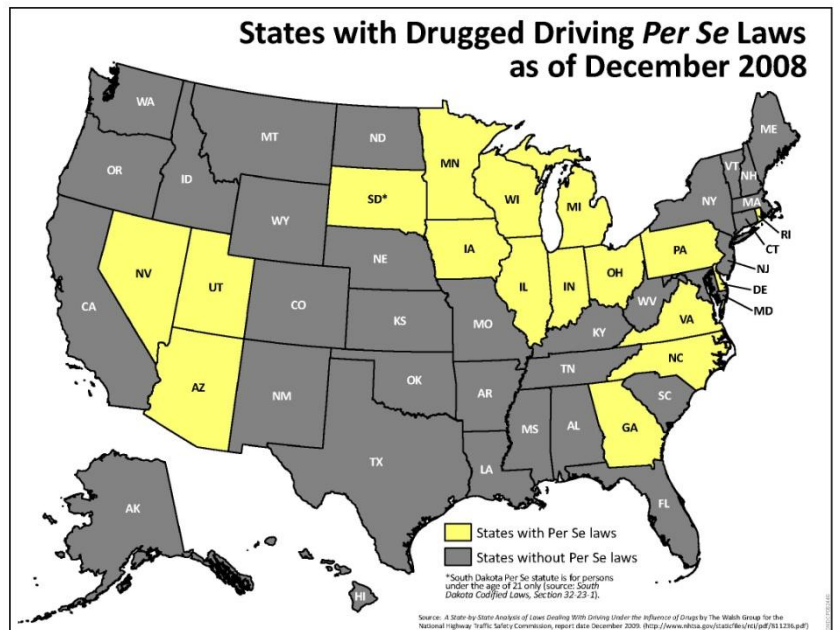 States with Drugged Driving Per Se Laws
as of December 2008
WA
MT
ND
MN
ME
OR
ID
SD*
WI
MI
VT
NH
NY
MA
WY
RI
CT
IA
PA
NE
NJ
NV
UT
IL
IN
OH
DE
MD
CA
CO
KS
MO
WV
VA
KY
NC
TN
AZ
NM
OK
AR
SC
MS
AL
GA
TX
LA
FL
AK
HI
States with Per Se laws
States without Per Se laws
*South Dakota Per Se statute is for persons
under the age of 21 only (source: South
Dakota Codified Laws, Section 32-23-1).
Source: A State-by-State Analysis of Laws Dealing With Driving Under the Influence of Drugs by The Walsh Group for the
National Highway Traffic Safety Commission, report date December 2009. (http://www.nhtsa.gov/staticfiles/nti/pdf/811236.pdf)